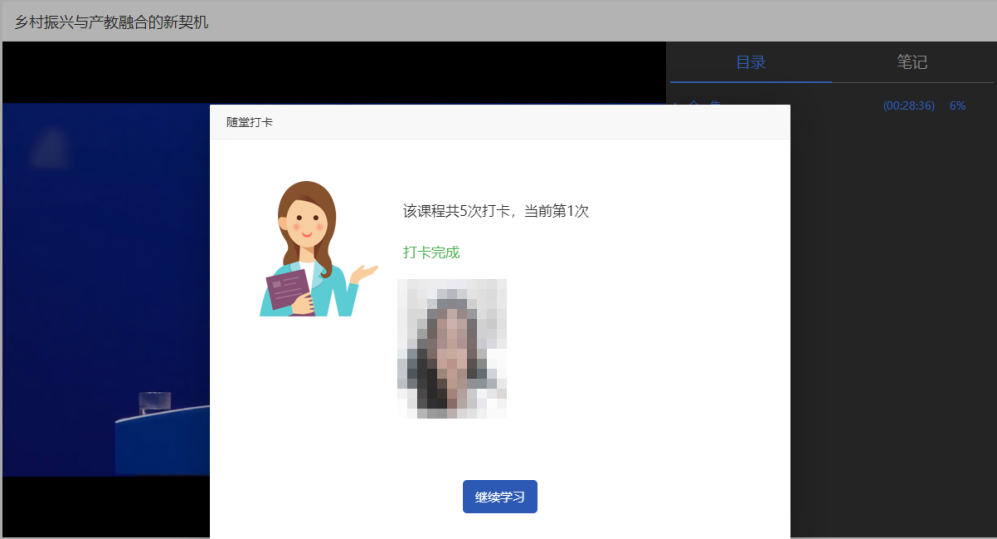 乡村振兴与产教融合的新契机
目录
笔记
(00:28:36) 6%
随堂打卡
该课程共5次打卡，当前第1次
打卡完成
继续学习